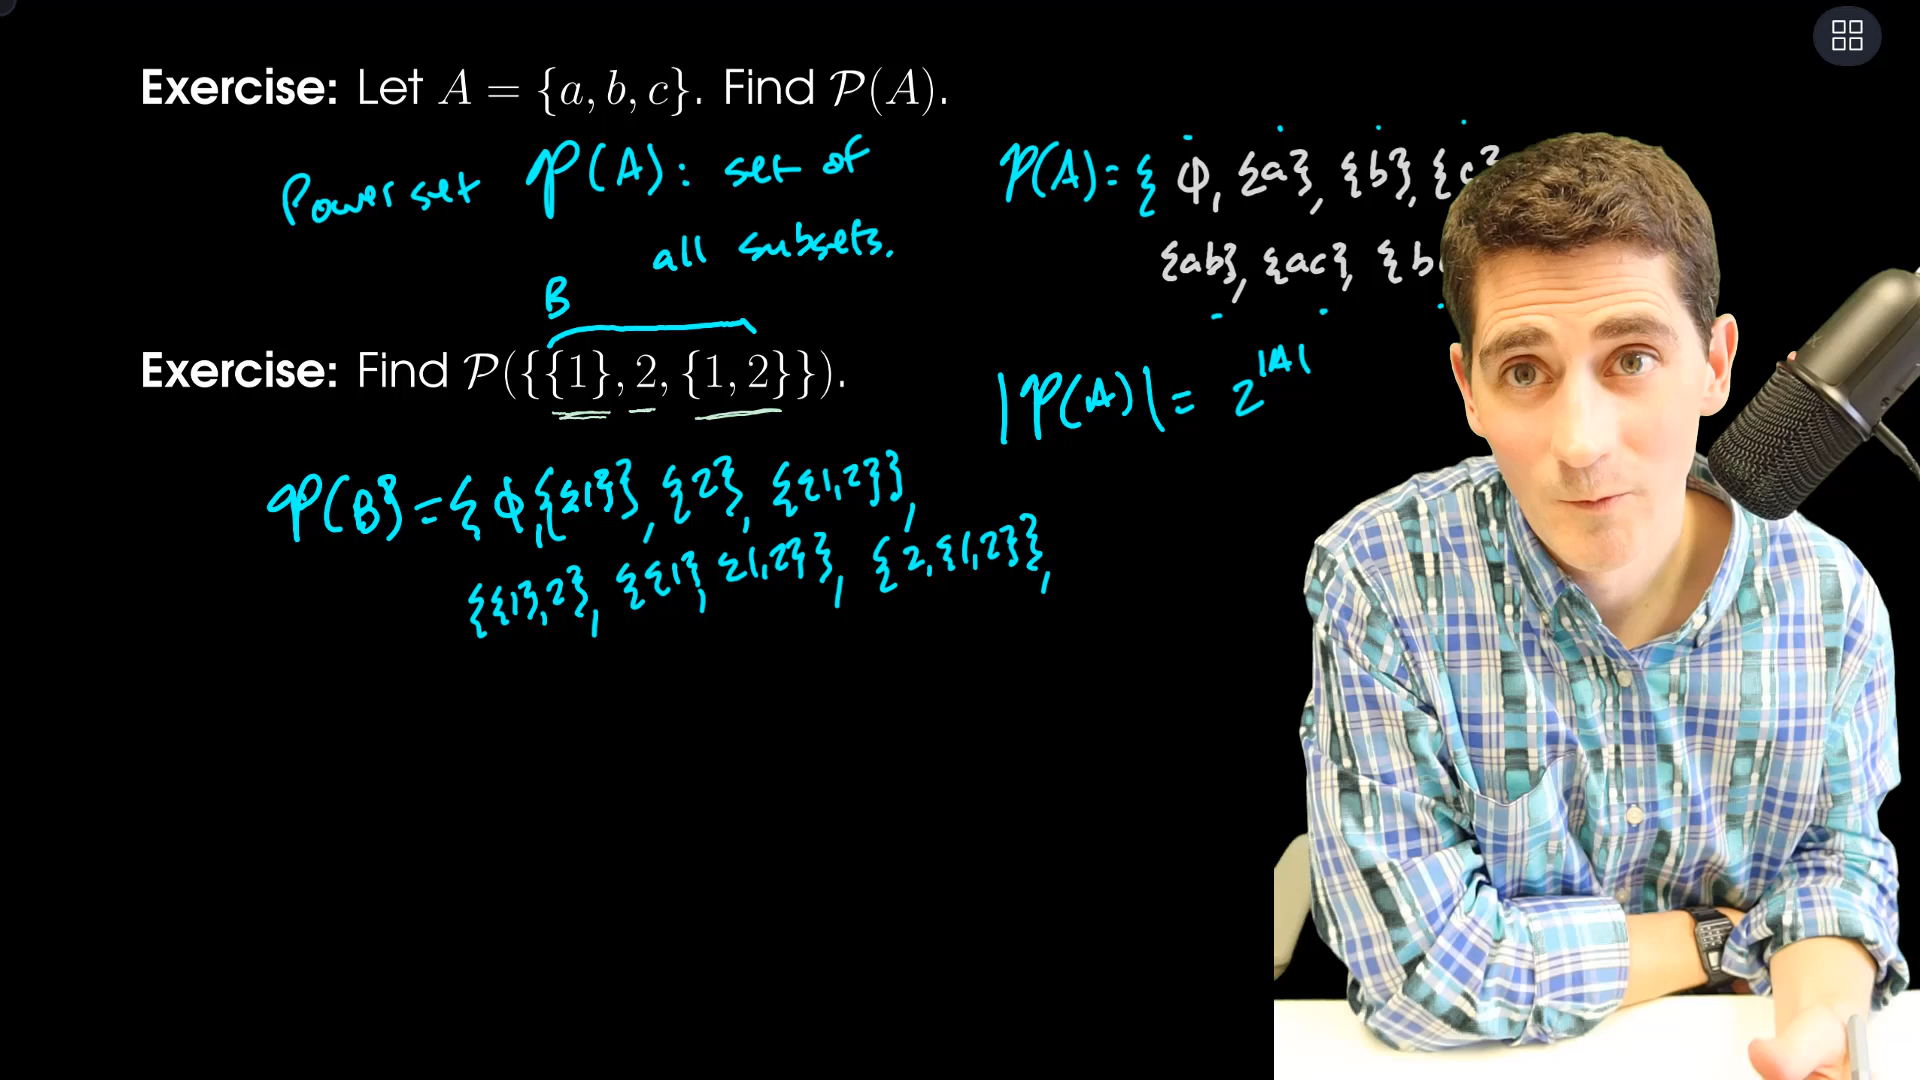 Exercise: Let A = {a, b, c}. Find 𝒫(A).
Power set 𝒫(A): set of
all subsets.
𝒫(A) = { ϕ, {a}, {b}, {c
{ab}, {ac}, {b
B
Exercise: Find 𝒫({{1}, 2, {1, 2}}).
|𝒫(A)| = 2^|A|
𝒫(B) = { ϕ, {{1}}, {2}, {{1,2}},
{{1},2}, {{1}, {1,2}}, {2,{1,2}},